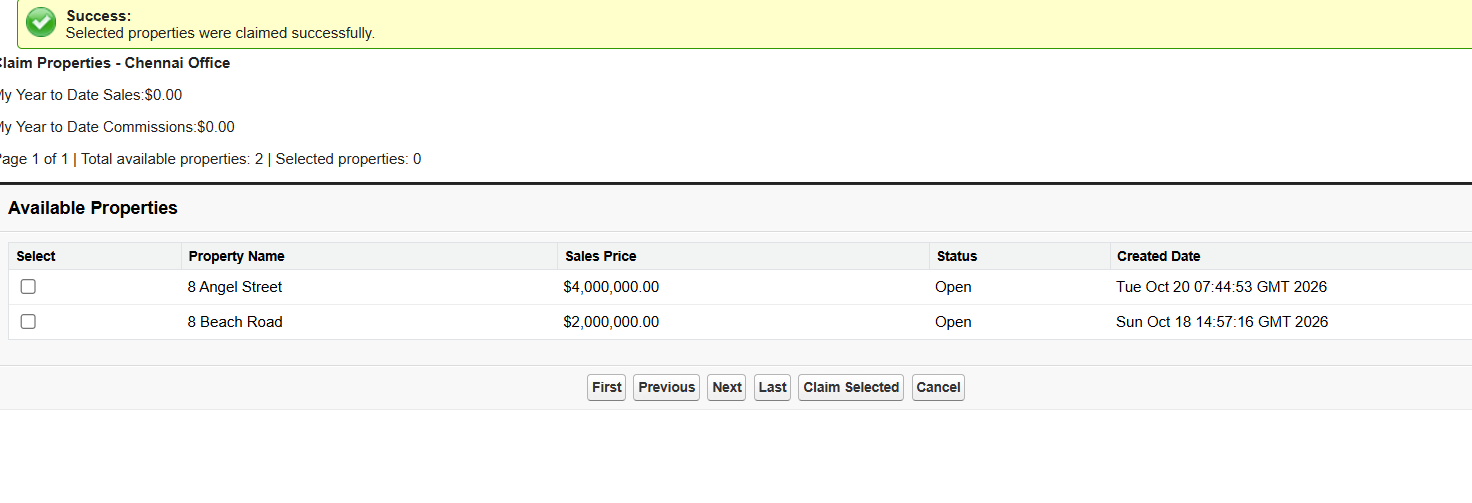 Success:
Selected properties were claimed successfully.
Claim Properties - Chennai Office
My Year to Date Sales:$0.00
My Year to Date Commissions:$0.00
Page 1 of 1 | Total available properties: 2 | Selected properties: 0
Available Properties
Select Property Name Sales Price Status Created Date
8 Angel Street $4,000,000.00 Open Tue Oct 20 07:44:53 GMT 2026
8 Beach Road $2,000,000.00 Open Sun Oct 18 14:57:16 GMT 2026
First Previous Next Last Claim Selected Cancel